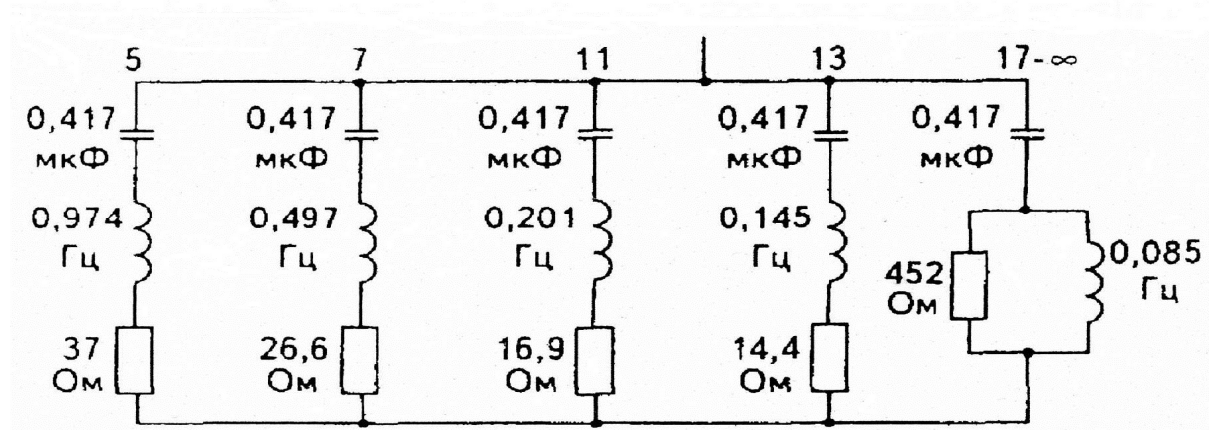 5 7 11 13 17-∞
0,417 0,417 0,417 0,417 0,417
мкФ мкФ мкФ мкФ мкФ
0,974 0,497 0,201 0,145
Гц Гц Гц Гц
452 0,085
Ом Гц
37 26,6 16,9 14,4
Ом Ом Ом Ом